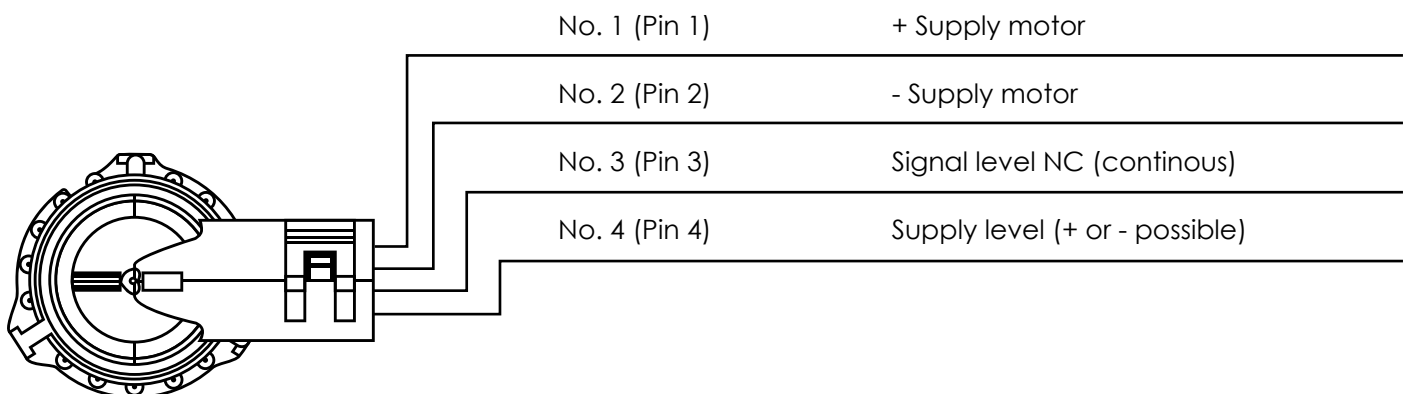 No. 1 (Pin 1) + Supply motor
No. 2 (Pin 2) - Supply motor
No. 3 (Pin 3) Signal level NC (continous)
No. 4 (Pin 4) Supply level (+ or - possible)